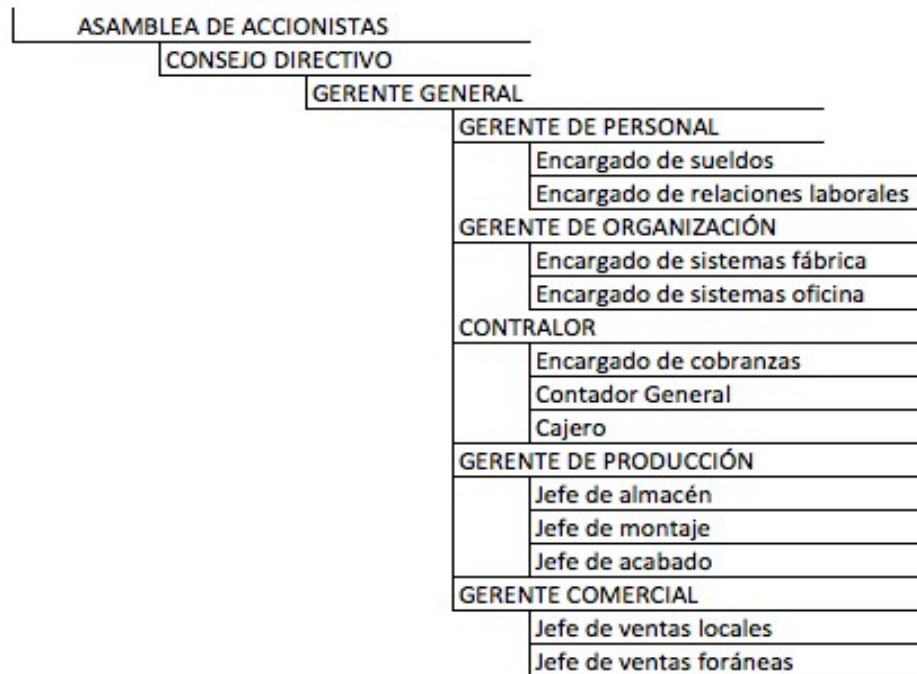 ASAMBLEA DE ACCIONISTAS
CONSEJO DIRECTIVO
GERENTE GENERAL
GERENTE DE PERSONAL
Encargado de sueldos
Encargado de relaciones laborales
GERENTE DE ORGANIZACIÓN
Encargado de sistemas fábrica
Encargado de sistemas oficina
CONTRALOR
Encargado de cobranzas
Contador General
Cajero
GERENTE DE PRODUCCIÓN
Jefe de almacén
Jefe de montaje
Jefe de acabado
GERENTE COMERCIAL
Jefe de ventas locales
Jefe de ventas foráneas